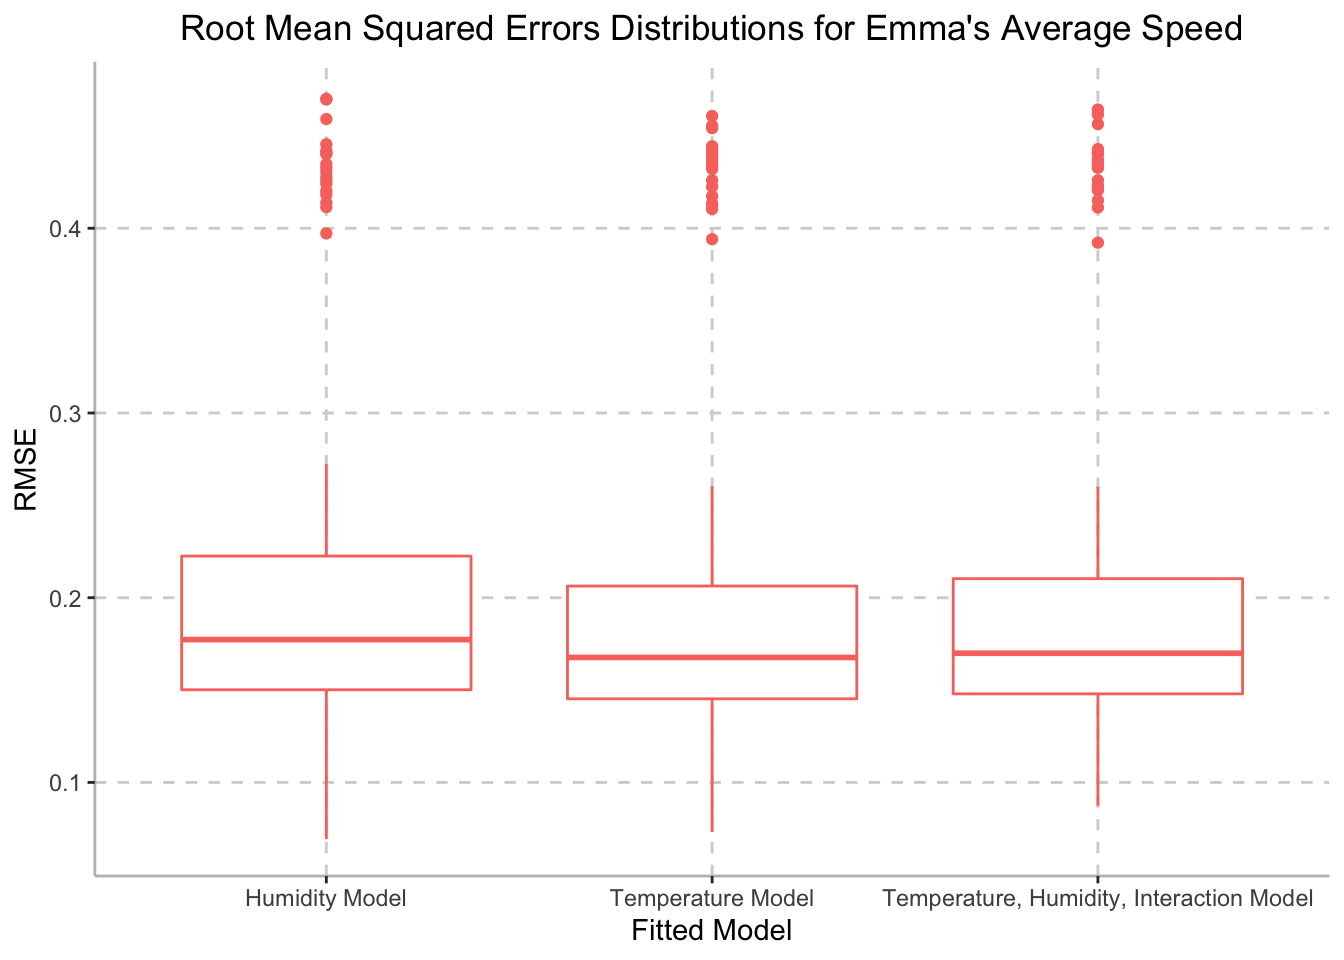 Root Mean Squared Errors Distributions for Emma's Average Speed
RMSE
0.4
0.3
0.2
0.1
Humidity Model
Temperature Model
Temperature, Humidity, Interaction Model
Fitted Model